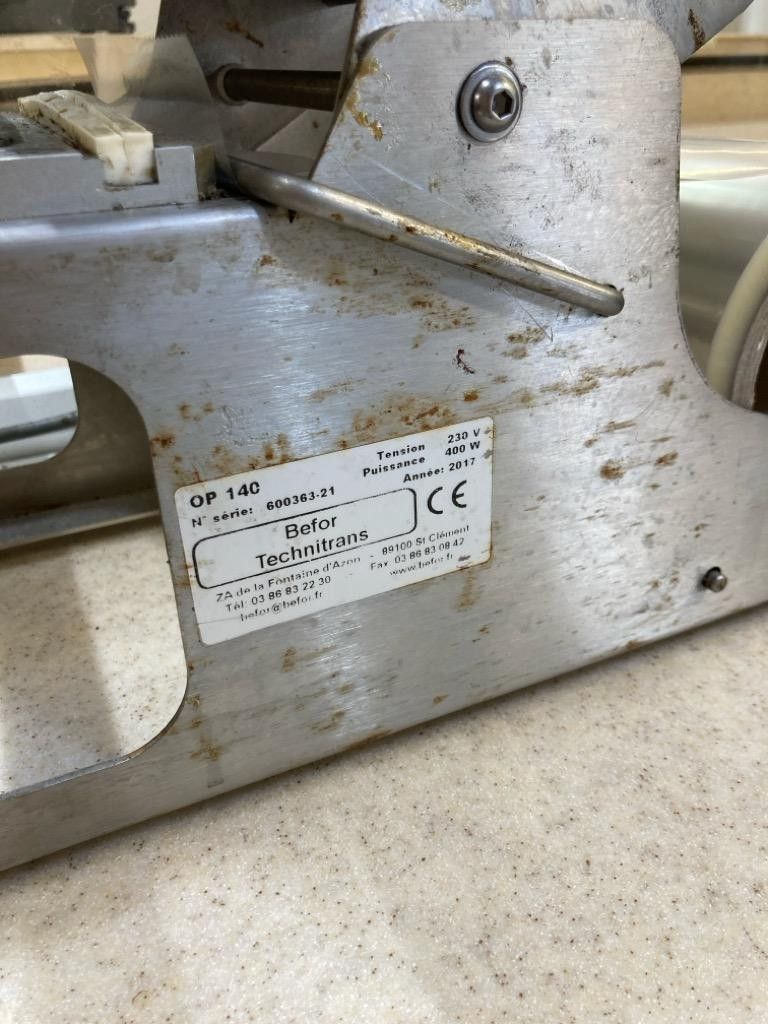 OP 140
Tension 230 V
Puissance 400 W
N° série: 600363-21
Année: 2017
Befor
Technitrans
CE
ZA de la Fontaine d'Azon - 89100 St Clément
Tél: 03 86 83 22 30 - Fax 03 86 83 08 42
befor@befor.fr www.befor.fr